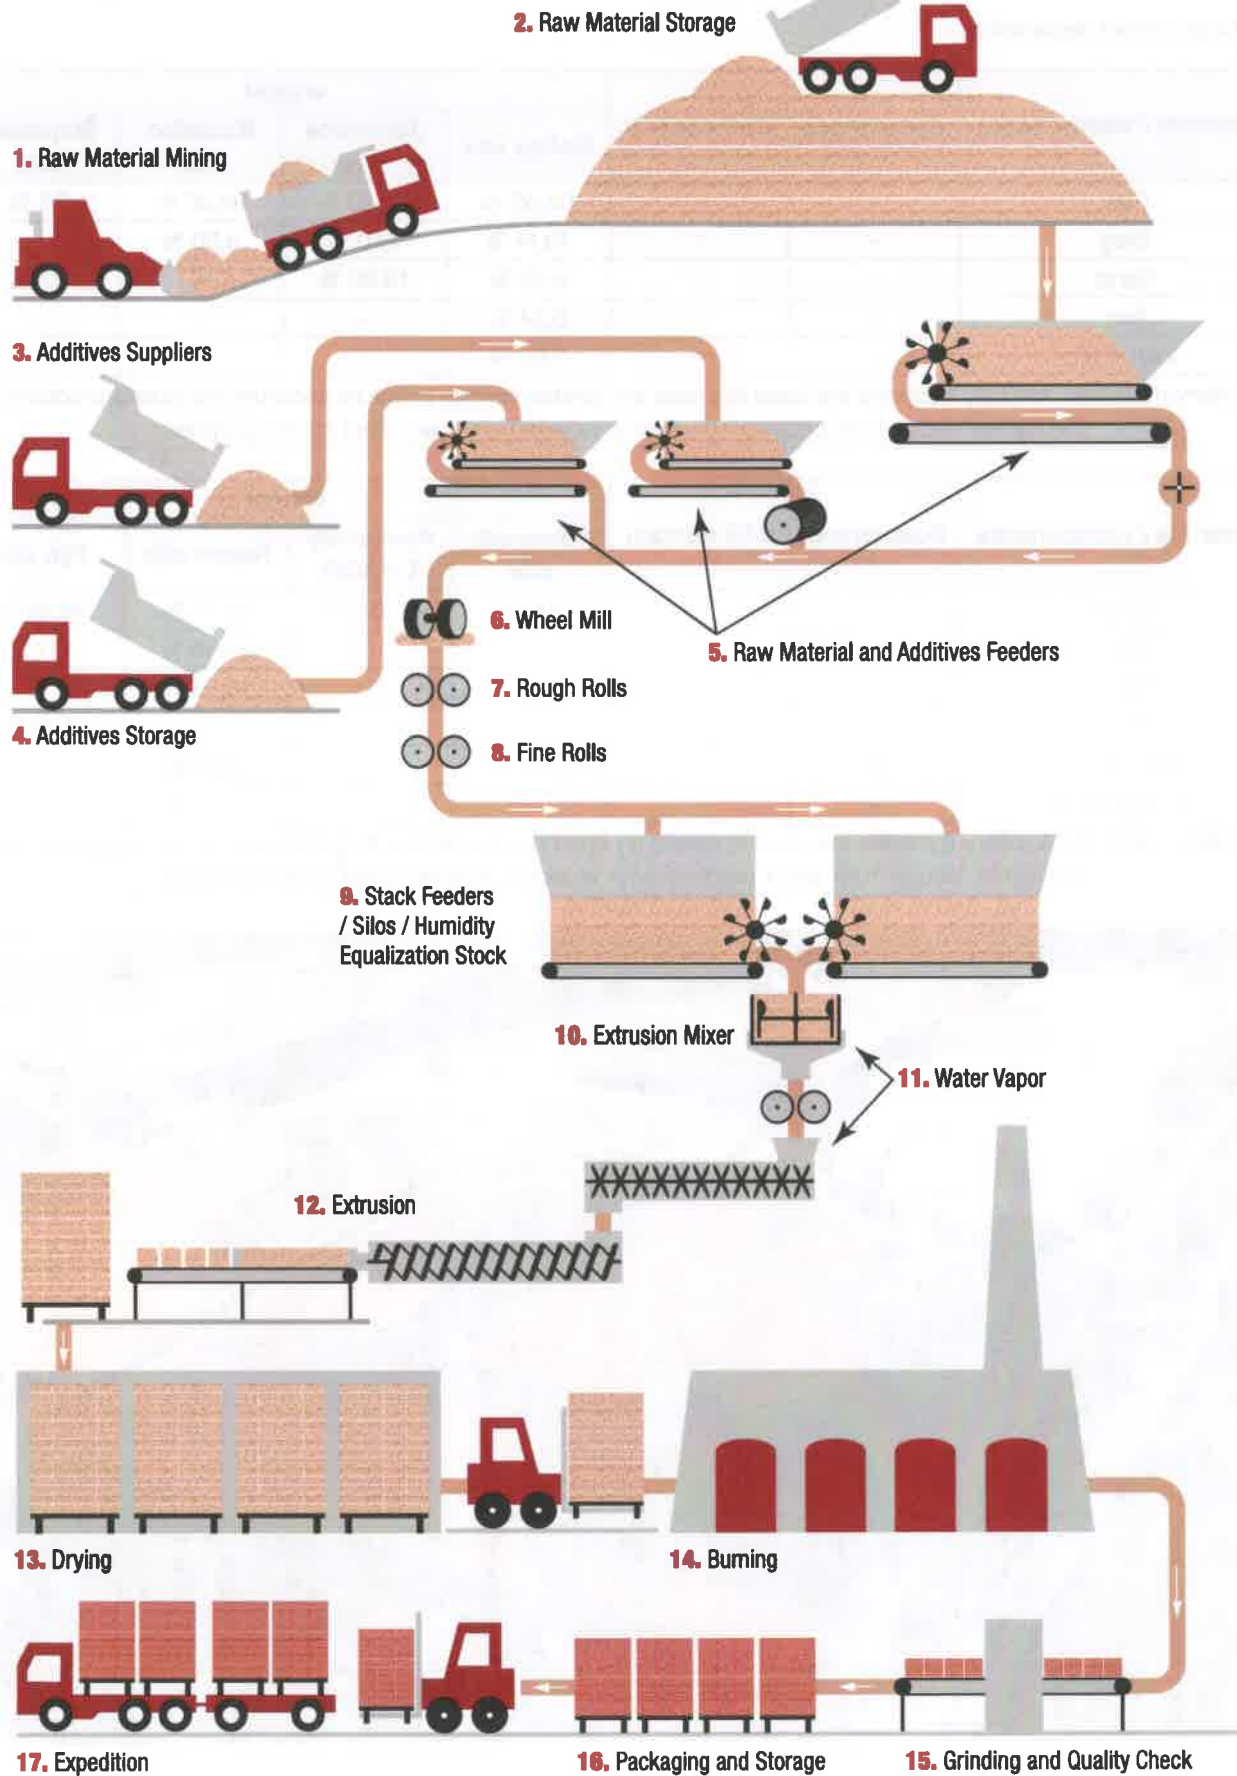 2. Raw Material Storage
1. Raw Material Mining
3. Additives Suppliers
6. Wheel Mill
5. Raw Material and Additives Feeders
7. Rough Rolls
4. Additives Storage
8. Fine Rolls
9. Stack Feeders
/ Silos / Humidity
Equalization Stock
10. Extrusion Mixer
11. Water Vapor
12. Extrusion
13. Drying
14. Burning
17. Expedition
16. Packaging and Storage
15. Grinding and Quality Check